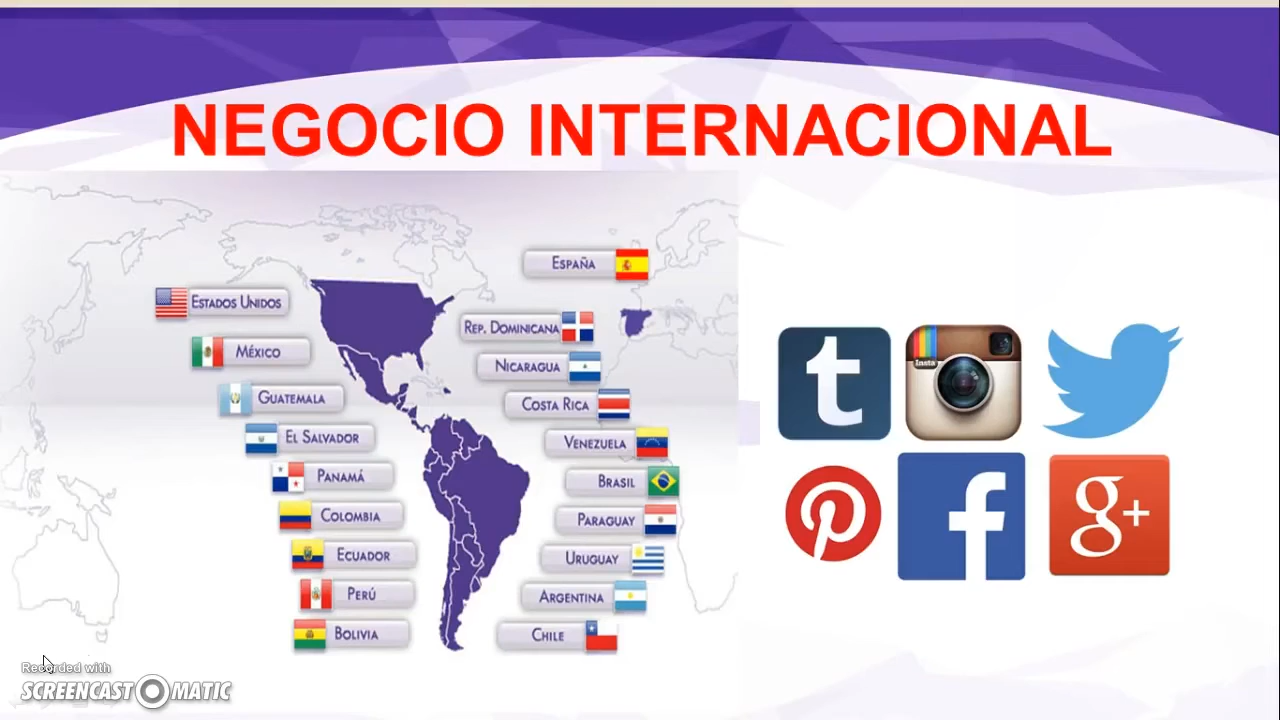 NEGOCIO INTERNACIONAL
ESPAÑA
ESTADOS UNIDOS
REP. DOMINICANA
MÉXICO
NICARAGUA
GUATEMALA
COSTA RICA
EL SALVADOR
VENEZUELA
PANAMÁ
BRASIL
COLOMBIA
PARAGUAY
ECUADOR
URUGUAY
PERÚ
ARGENTINA
BOLIVIA
CHILE
t
Insta
f
g+
Recorded with
SCREENCAST-O-MATIC